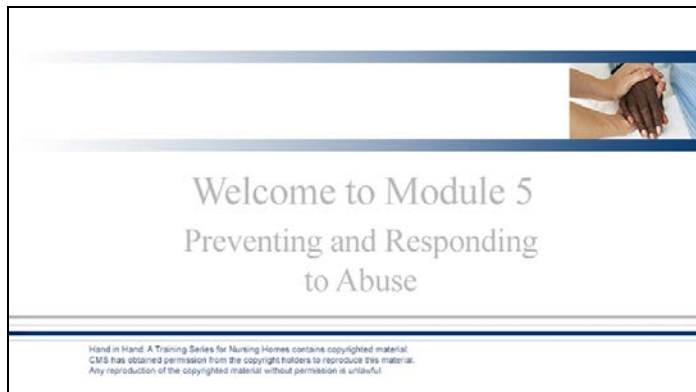 Welcome to Module 5
Preventing and Responding
to Abuse
Hand in Hand: A Training Series for Nursing Homes contains copyrighted material.
CMS has obtained permission from the copyright holders to reproduce this material.
Any reproduction of the copyrighted material without permission is unlawful.